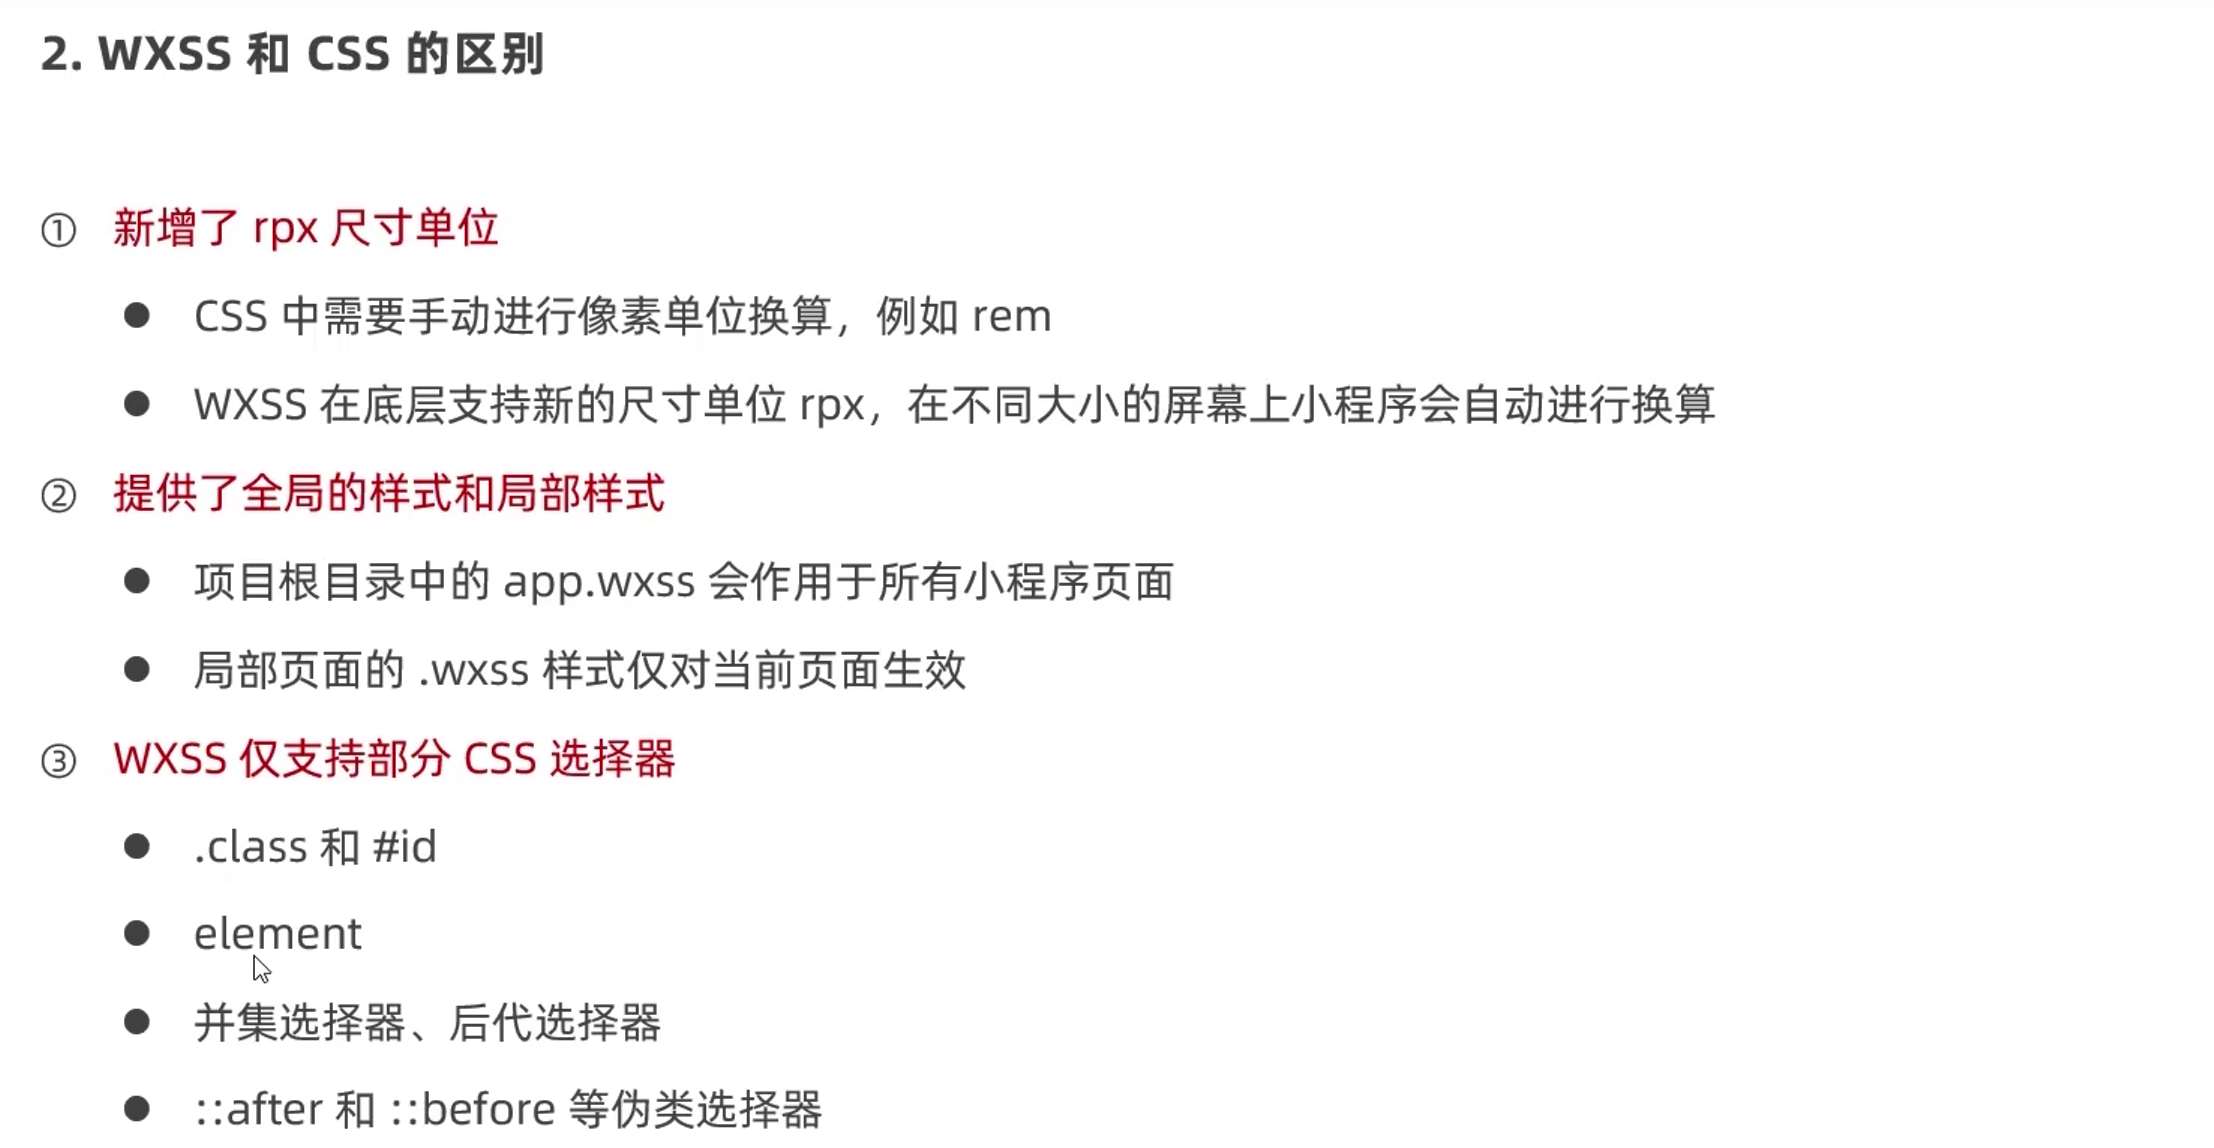 2. WXSS 和 CSS 的区别
① 新增了 rpx 尺寸单位
● CSS 中需要手动进行像素单位换算，例如 rem
● WXSS 在底层支持新的尺寸单位 rpx，在不同大小的屏幕上小程序会自动进行换算
② 提供了全局的样式和局部样式
● 项目根目录中的 app.wxss 会作用于所有小程序页面
● 局部页面的 .wxss 样式仅对当前页面生效
③ WXSS 仅支持部分 CSS 选择器
● .class 和 #id
● element
● 并集选择器、后代选择器
● ::after 和 ::before 等伪类选择器